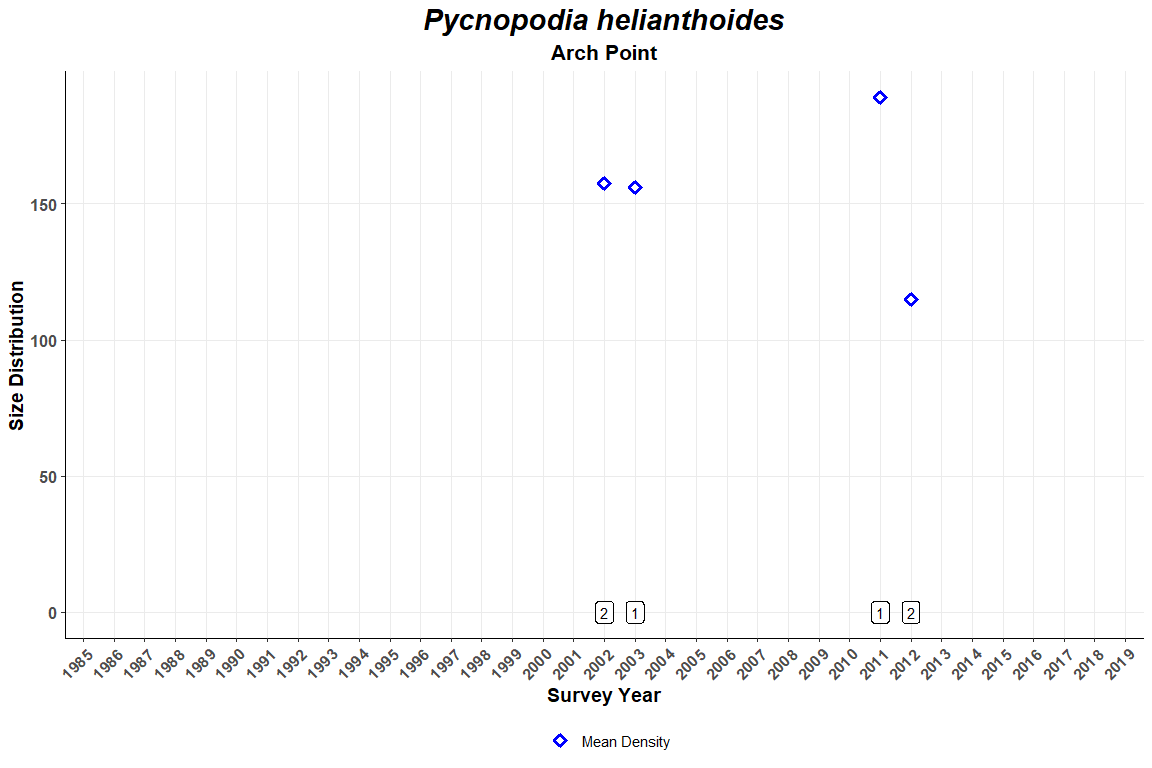 Pycnopodia helianthoides
Arch Point
Size Distribution
150
100
50
0
2 1 1 2
1985 1986 1987 1988 1989 1990 1991 1992 1993 1994 1995 1996 1997 1998 1999 2000 2001 2002 2003 2004 2005 2006 2007 2008 2009 2010 2011 2012 2013 2014 2015 2016 2017 2018 2019
Survey Year
Mean Density